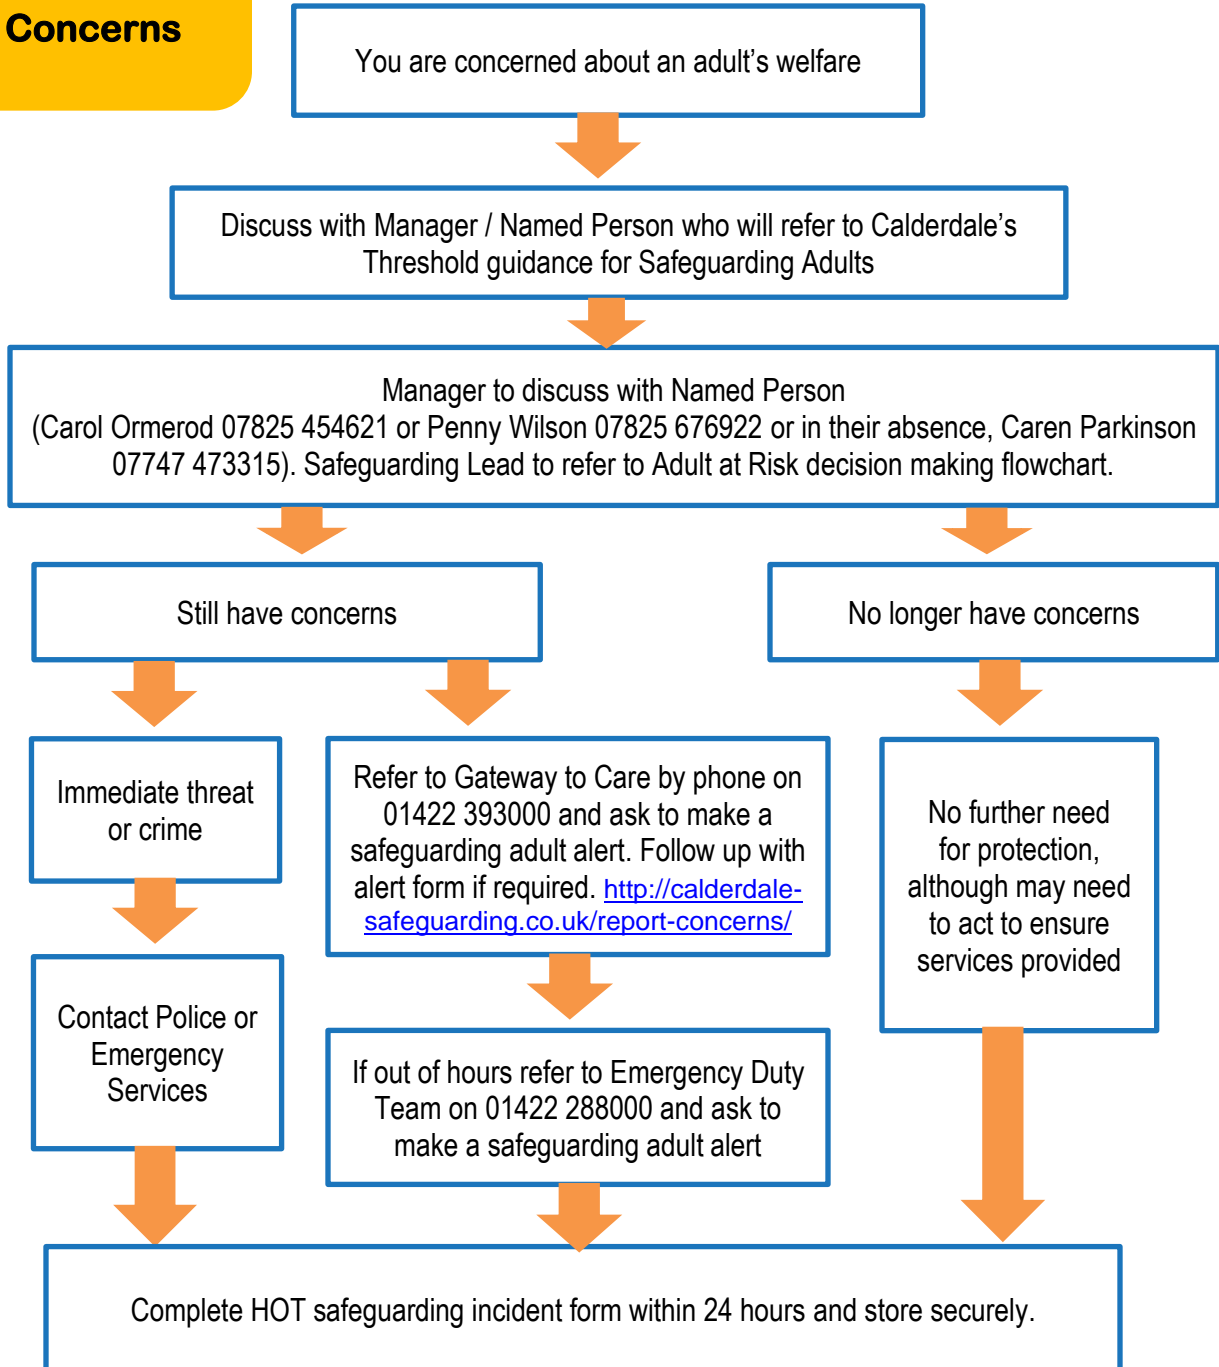 Concerns
You are concerned about an adult’s welfare
Discuss with Manager / Named Person who will refer to Calderdale’s
Threshold guidance for Safeguarding Adults
Manager to discuss with Named Person
(Carol Ormerod 07825 454621 or Penny Wilson 07825 676922 or in their absence, Caren Parkinson
07747 473315). Safeguarding Lead to refer to Adult at Risk decision making flowchart.
Still have concerns
No longer have concerns
Immediate threat
or crime
Refer to Gateway to Care by phone on
01422 393000 and ask to make a
safeguarding adult alert. Follow up with
alert form if required. http://calderdale-
safeguarding.co.uk/report-concerns/
No further need
for protection,
although may need
to act to ensure
services provided
Contact Police or
Emergency
Services
If out of hours refer to Emergency Duty
Team on 01422 288000 and ask to
make a safeguarding adult alert
Complete HOT safeguarding incident form within 24 hours and store securely.